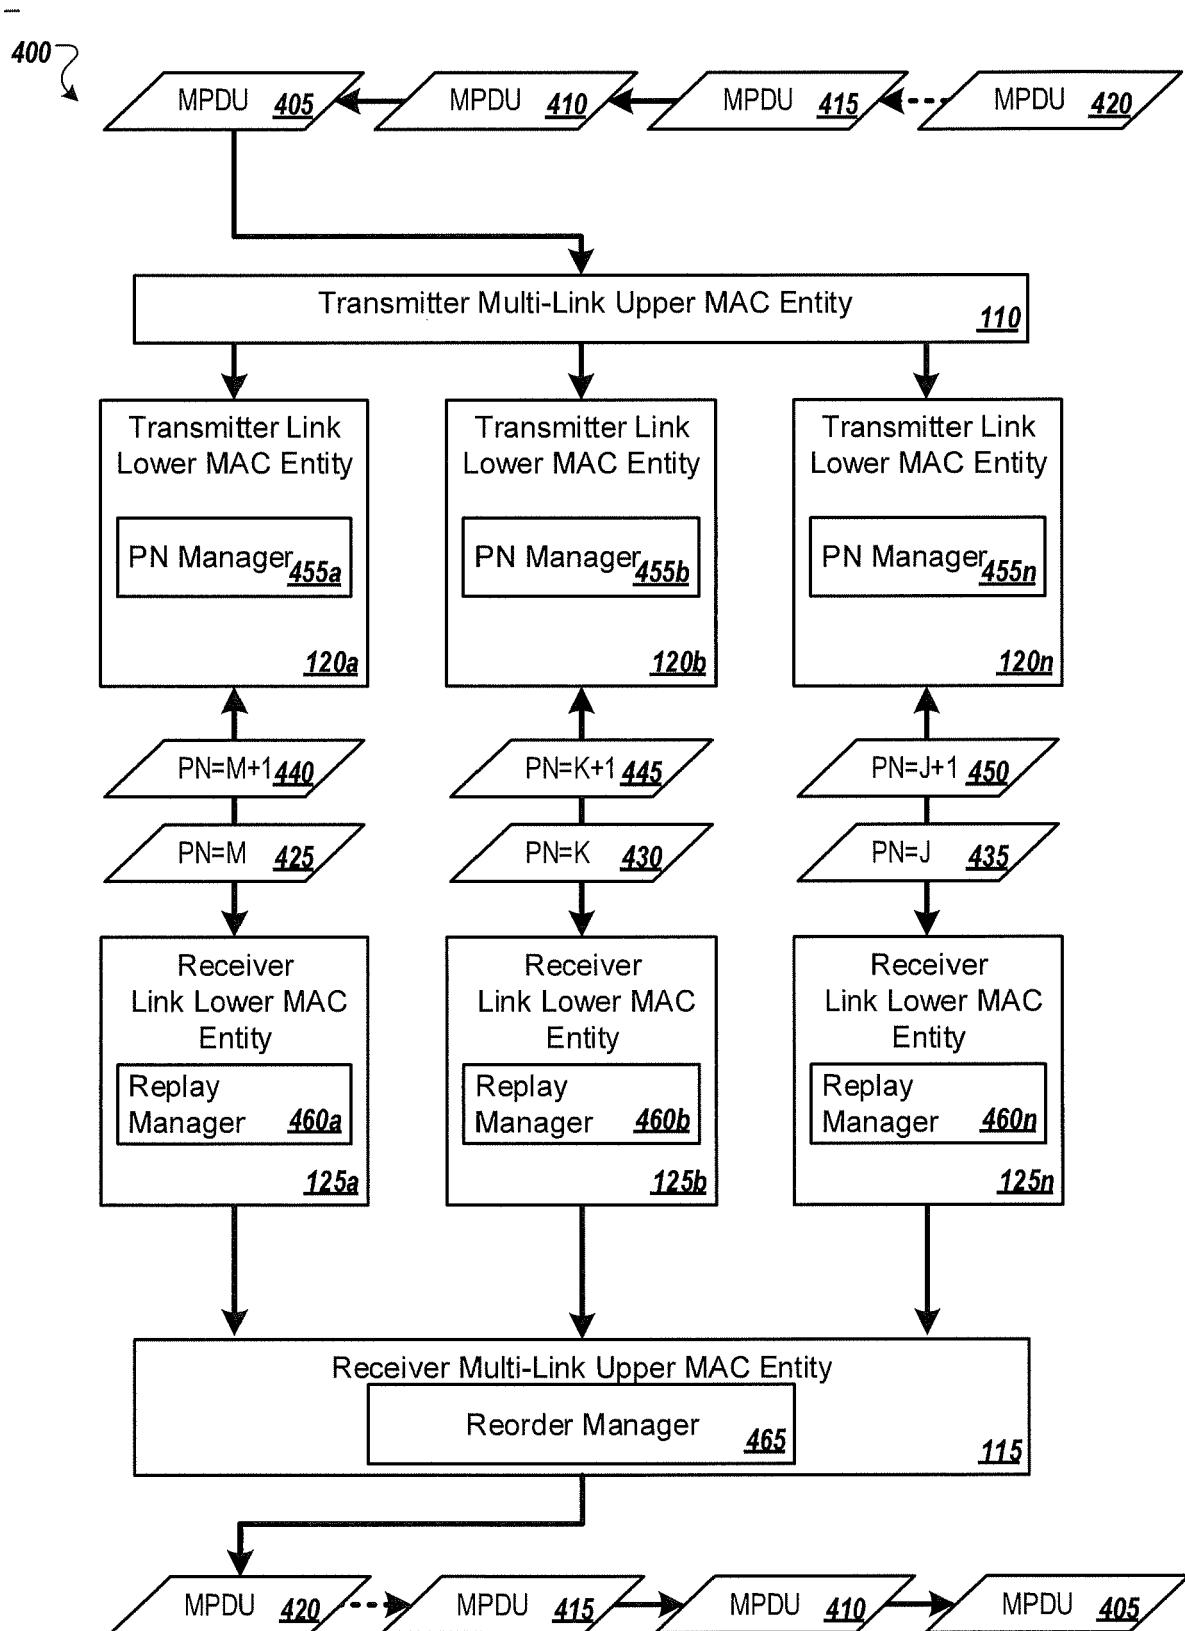 400
MPDU 405 MPDU 410 MPDU 415 MPDU 420
Transmitter Multi-Link Upper MAC Entity 110
Transmitter Link
Lower MAC Entity
PN Manager 455a
120a
Transmitter Link
Lower MAC Entity
PN Manager 455b
120b
Transmitter Link
Lower MAC Entity
PN Manager 455n
120n
PN=M+1 440 PN=K+1 445 PN=J+1 450
PN=M 425 PN=K 430 PN=J 435
Receiver
Link Lower MAC
Entity
Replay
Manager 460a
125a
Receiver
Link Lower MAC
Entity
Replay
Manager 460b
125b
Receiver
Link Lower MAC
Entity
Replay
Manager 460n
125n
Receiver Multi-Link Upper MAC Entity
Reorder Manager 465
115
MPDU 420 MPDU 415 MPDU 410 MPDU 405